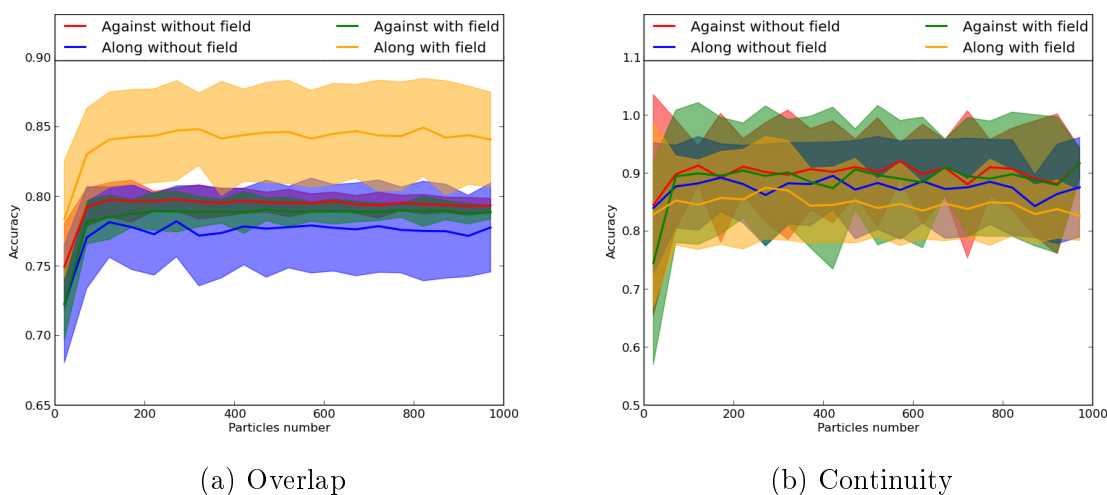 Against without field
Along without field
Against with field
Along with field
0.90
0.85
0.80
0.75
0.70
0.65
Accuracy
0
200
400
600
800
1000
Particles number
(a) Overlap
Against without field
Along without field
Against with field
Along with field
1.1
1.0
0.9
0.8
0.7
0.6
0.5
Accuracy
0
200
400
600
800
1000
Particles number
(b) Continuity